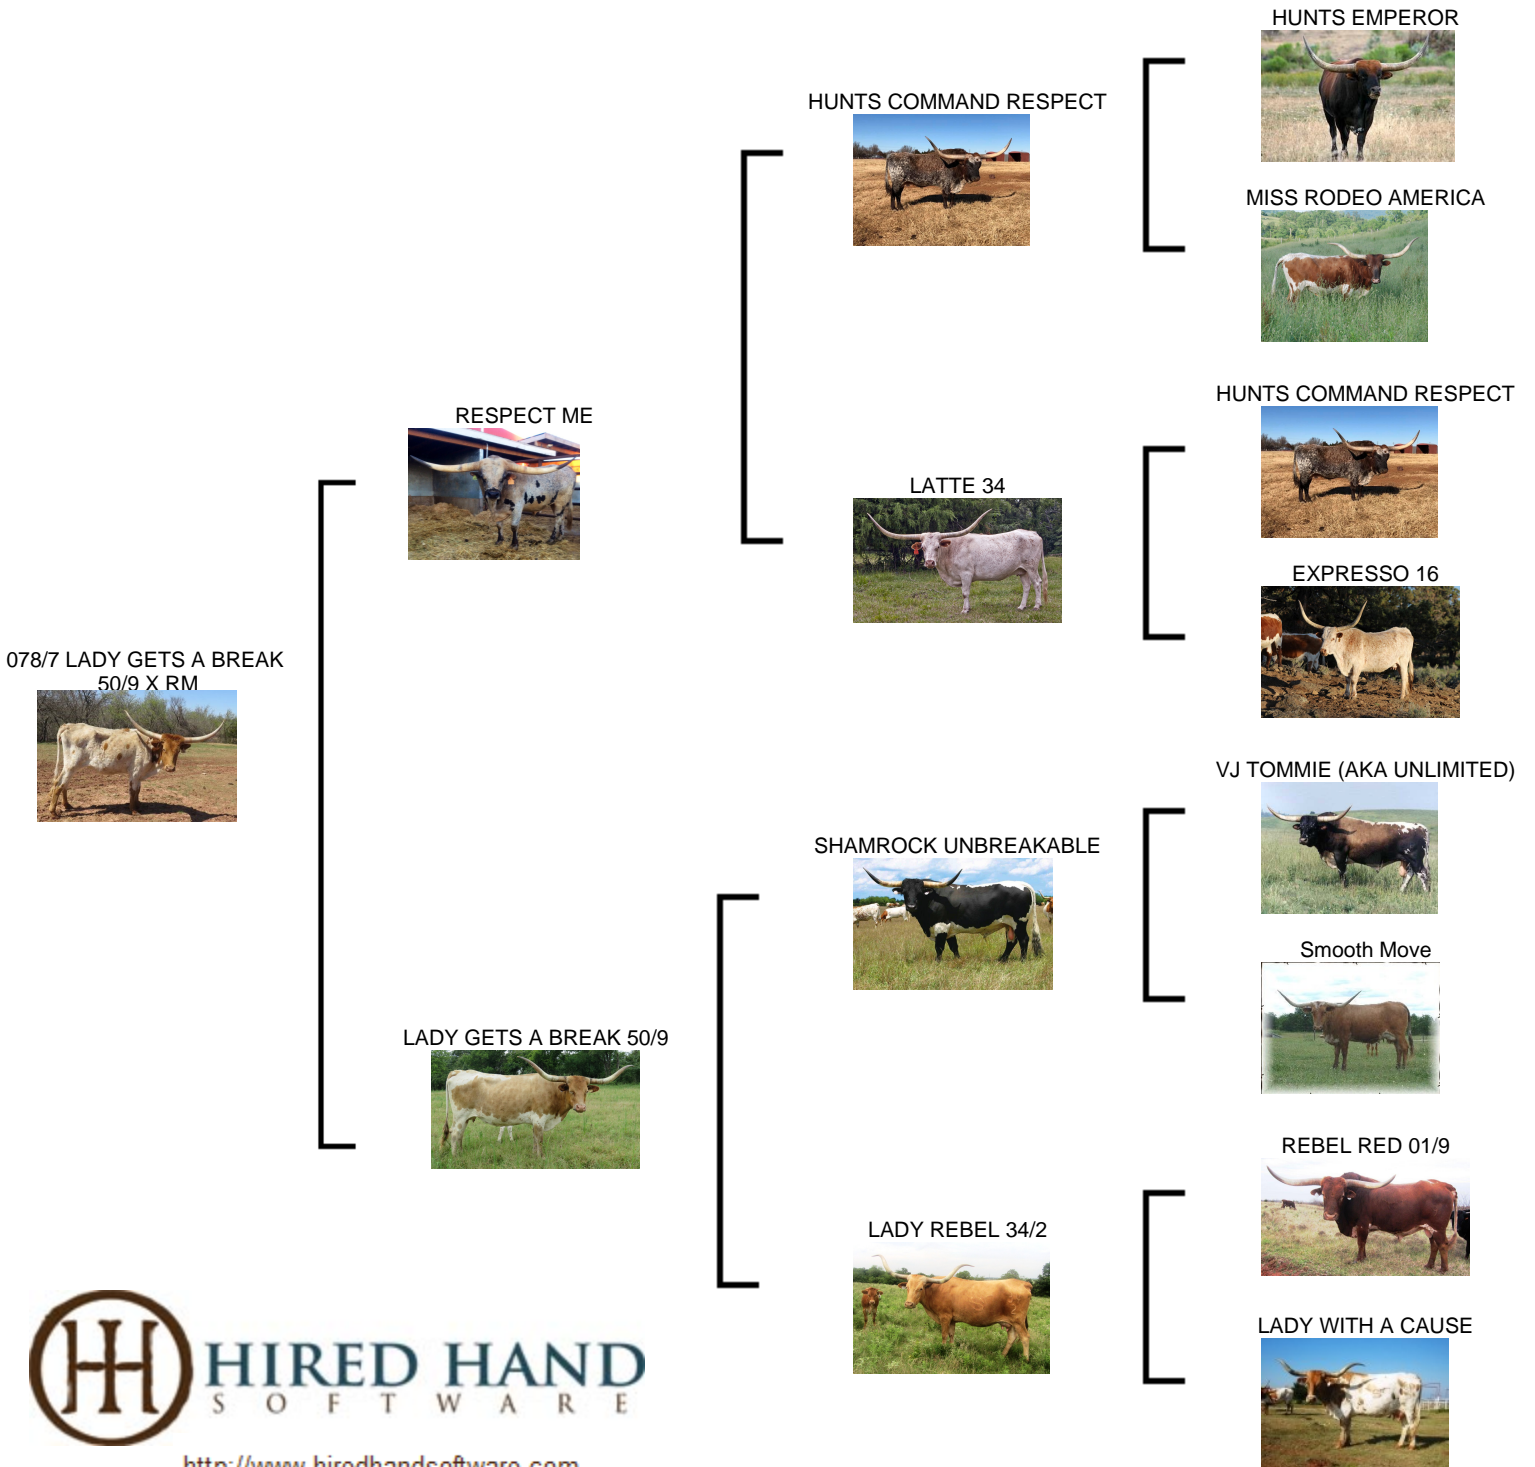 HUNTS EMPEROR
HUNTS COMMAND RESPECT
MISS RODEO AMERICA
HUNTS COMMAND RESPECT
RESPECT ME
LATTE 34
EXPRESSO 16
078/7 LADY GETS A BREAK
50/9 X RM
VJ TOMMIE (AKA UNLIMITED)
SHAMROCK UNBREAKABLE
Smooth Move
LADY GETS A BREAK 50/9
REBEL RED 01/9
LADY REBEL 34/2
LADY WITH A CAUSE
HIRED HAND
SOFTWARE
http://www.hiredhandsoftware.com